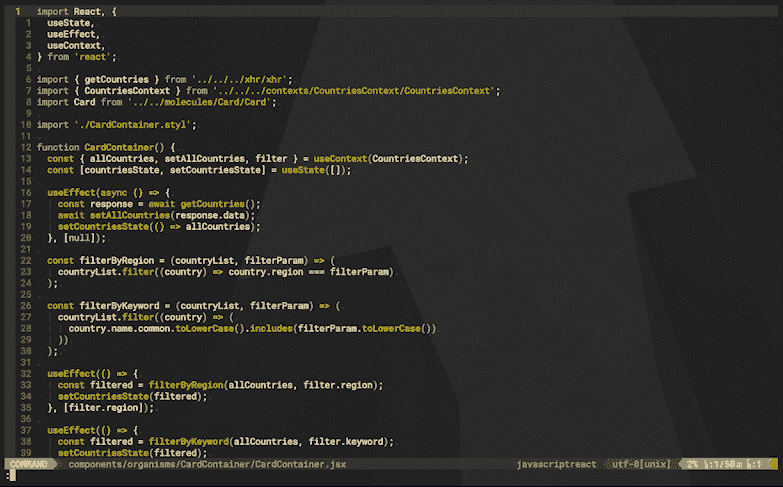 1 import React, {
1 useState,
2 useEffect,
3 useContext,
4 } from 'react';
5
6 import { getCountries } from '../../../xhr/xhr';
7 import { CountriesContext } from '../../../contexts/CountriesContext/CountriesContext';
8 import Card from '../../molecules/Card/Card';
9
10 import './CardContainer.styl';
11
12 function CardContainer() {
13 const { allCountries, setAllCountries, filter } = useContext(CountriesContext);
14 const [countriesState, setCountriesState] = useState([]);
15
16 useEffect(async () => {
17 const response = await getCountries();
18 await setAllCountries(response.data);
19 setCountriesState(() => allCountries);
20 }, [null]);
21
22 const filterByRegion = (countryList, filterParam) => (
23 countryList.filter((country) => country.region === filterParam)
24 );
25
26 const filterByKeyword = (countryList, filterParam) => (
27 countryList.filter((country) => (
28 country.name.common.toLowerCase().includes(filterParam.toLowerCase())
29 ))
30 );
31
32 useEffect(() => {
33 const filtered = filterByRegion(allCountries, filter.region);
34 setCountriesState(filtered);
35 }, [filter.region]);
36
37 useEffect(() => {
38 const filtered = filterByKeyword(allCountries, filter.keyword);
39 setCountriesState(filtered);
COMMAND components/organisms/CardContainer/CardContainer.jsx javascriptreact utf-8[unix] 2% :1/50 :1
: